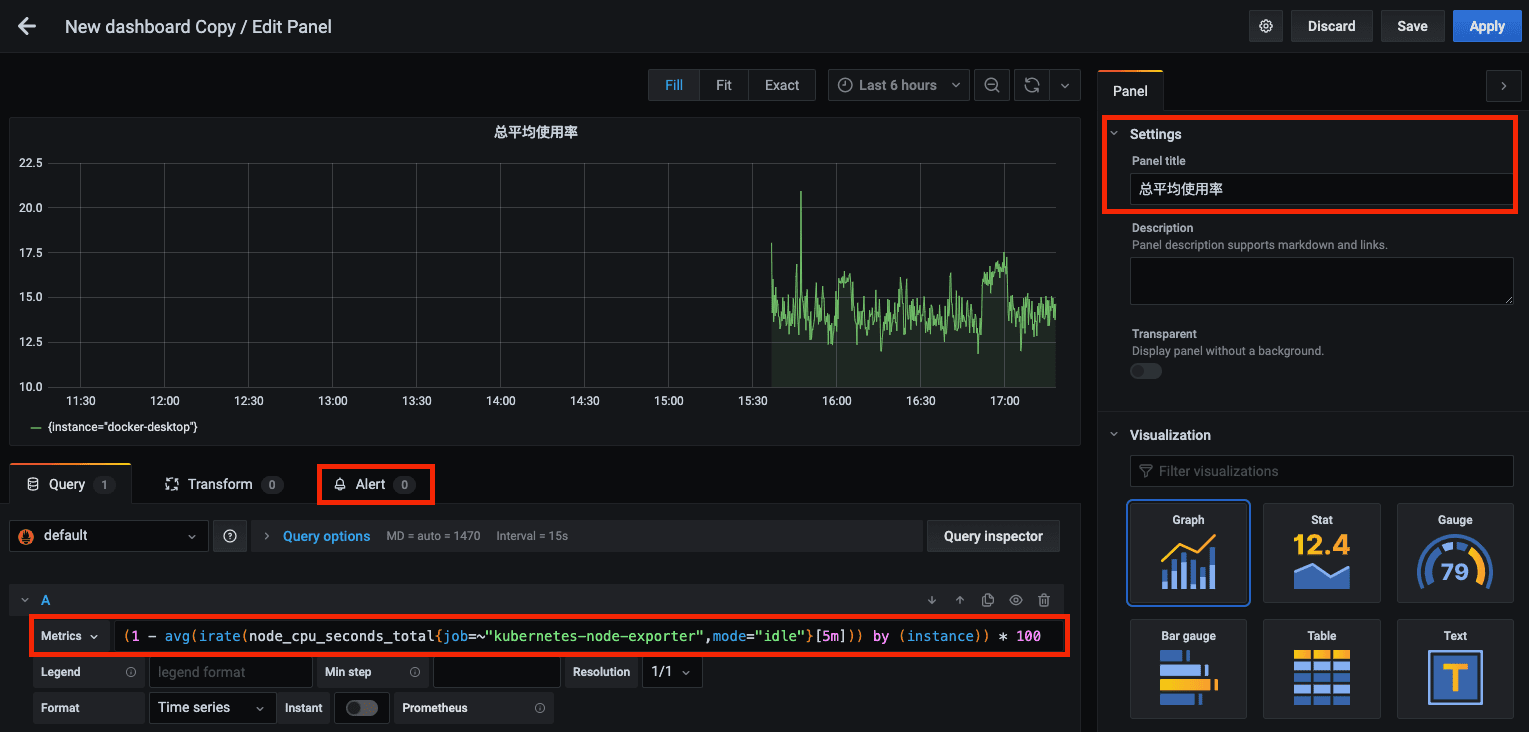 New dashboard Copy / Edit Panel
Discard
Save
Apply
Fill
Fit
Exact
Last 6 hours
总平均使用率
22.5
20.0
17.5
15.0
12.5
10.0
11:30
12:00
12:30
13:00
13:30
14:00
14:30
15:00
15:30
16:00
16:30
17:00
{instance="docker-desktop"}
Query 1
Transform 0
Alert 0
default
Query options
MD = auto = 1470
Interval = 15s
Query inspector
A
Metrics
(1 - avg(irate(node_cpu_seconds_total{job=~"kubernetes-node-exporter",mode="idle"}[5m])) by (instance)) * 100
Legend
legend format
Min step
Resolution
1/1
Format
Time series
Instant
Prometheus
Panel
Settings
Panel title
总平均使用率
Description
Panel description supports markdown and links.
Transparent
Display panel without a background.
Visualization
Filter visualizations
Graph
Stat
12.4
Gauge
79
Bar gauge
Table
Text
T